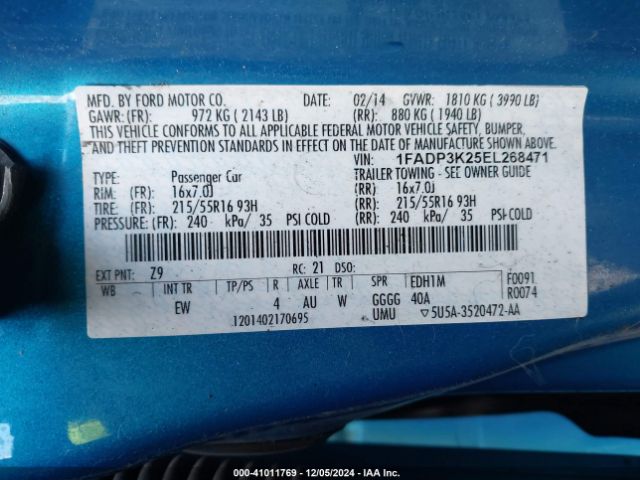 MFD. BY FORD MOTOR CO. DATE: 02/14 GVWR: 1810 KG ( 3990 LB)
GAWR: (FR): 972 KG ( 2143 LB) (RR): 880 KG ( 1940 LB)
THIS VEHICLE CONFORMS TO ALL APPLICABLE FEDERAL MOTOR VEHICLE SAFETY, BUMPER,
AND THEFT PREVENTION STANDARDS IN EFFECT ON THE DATE OF MANUFACTURE SHOWN ABOVE.
VIN: 1FADP3K25EL268471
TYPE: Passenger Car TRAILER TOWING - SEE OWNER GUIDE
RIM: (FR): 16x7.0J (RR): 16x7.0J
TIRE: (FR): 215/55R16 93H (RR): 215/55R16 93H
PRESSURE: (FR): 240 kPa/ 35 PSI COLD (RR): 240 kPa/ 35 PSI COLD
EXT PNT: Z9 RC: 21 DSO:
WB INT TR TP/PS R AXLE TR SPR EDH1M F0091
EW 4 AU W GGGG 40A R0074
1201402170695 UMU ▽5U5A-3520472-AA
000-41011769 - 12/05/2024 - IAA Inc.